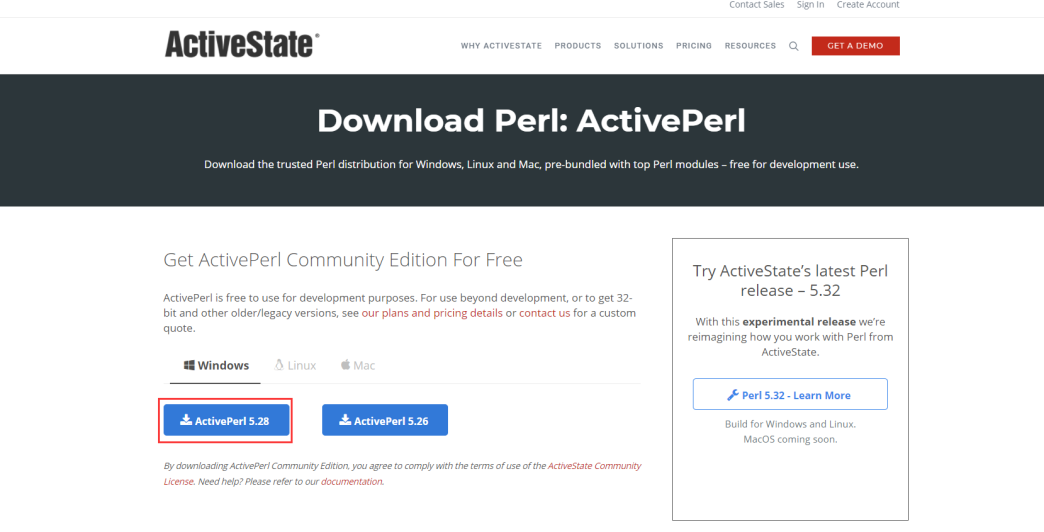 Contact Sales Sign In Create Account
ActiveState®
WHY ACTIVESTATE PRODUCTS SOLUTIONS PRICING RESOURCES GET A DEMO
Download Perl: ActivePerl
Download the trusted Perl distribution for Windows, Linux and Mac, pre-bundled with top Perl modules – free for development use.
Get ActivePerl Community Edition For Free
ActivePerl is free to use for development purposes. For use beyond development, or to get 32-
bit and other older/legacy versions, see our plans and pricing details or contact us for a custom
quote.
Windows Linux Mac
ActivePerl 5.28 ActivePerl 5.26
By downloading ActivePerl Community Edition, you agree to comply with the terms of use of the ActiveState Community
License. Need help? Please refer to our documentation.
Try ActiveState’s latest Perl
release – 5.32
With this experimental release we're
reimagining how you work with Perl from
ActiveState.
Perl 5.32 - Learn More
Build for Windows and Linux.
MacOS coming soon.